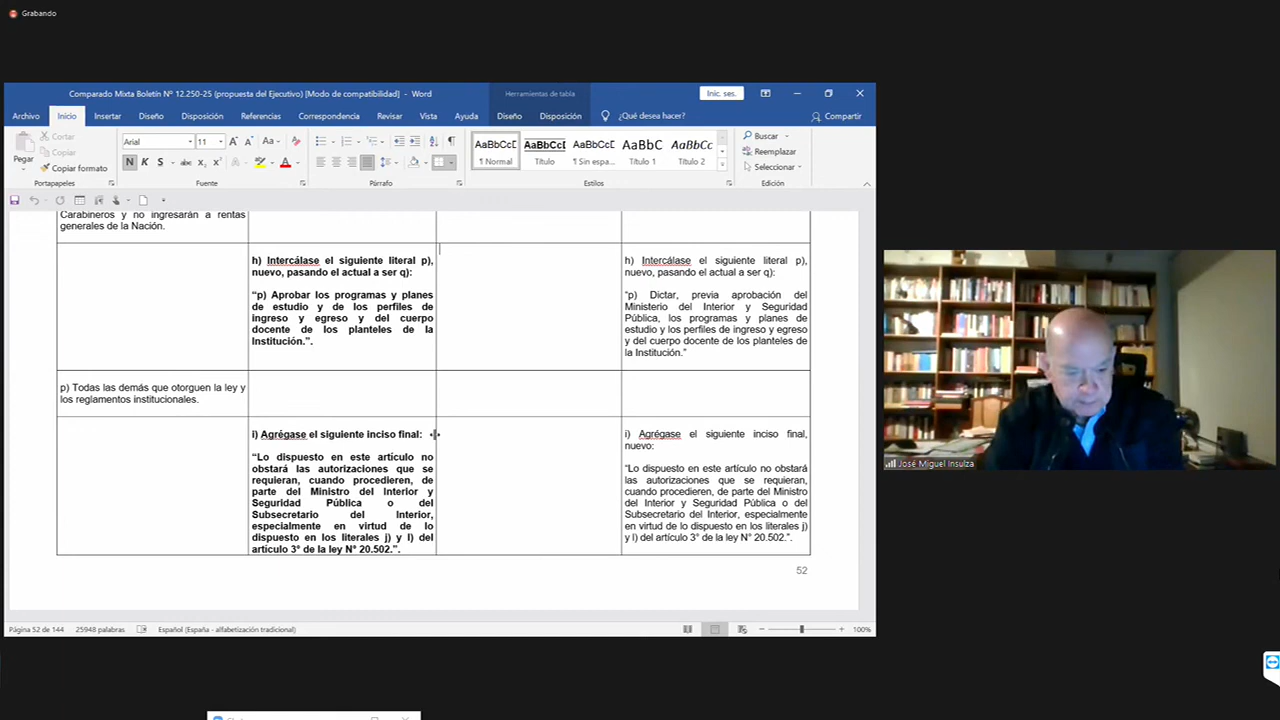 Grabando
Comparado Mixta Boletín Nº 12.250-25 (propuesta del Ejecutivo) [Modo de compatibilidad] - Word
Herramientas de tabla
Inic. ses.
Archivo
Inicio
Insertar
Diseño
Disposición
Referencias
Correspondencia
Revisar
Vista
Ayuda
Diseño
Disposición
¿Qué desea hacer?
Compartir
Pegar
Cortar
Copiar
Copiar formato
Portapapeles
Arial
11
N K S
Fuente
Párrafo
AaBbCcD
¶ Normal
AaBbCcD
Título
AaBbCcD
¶ Sin espa...
AaBbC
Título 1
AaBbCc
Título 2
Estilos
Buscar
Reemplazar
Seleccionar
Edición
Carabineros y no ingresarán a rentas
generales de la Nación.
h) Intercálase el siguiente literal p),
nuevo, pasando el actual a ser q):
“p) Aprobar los programas y planes
de estudio y de los perfiles de
ingreso y egreso y del cuerpo
docente de los planteles de la
Institución.”.
h) Intercálase el siguiente literal p),
nuevo, pasando el actual a ser q):
“p) Dictar, previa aprobación del
Ministerio del Interior y Seguridad
Pública, los programas y planes de
estudio y los perfiles de ingreso y egreso
y del cuerpo docente de los planteles de
la Institución.”
p) Todas las demás que otorguen la ley y
los reglamentos institucionales.
i) Agrégase el siguiente inciso final:
“Lo dispuesto en este artículo no
obstará las autorizaciones que se
requieran, cuando procedieren, de
parte del Ministro del Interior y
Seguridad Pública o del
Subsecretario del Interior,
especialmente en virtud de lo
dispuesto en los literales j) y l) del
artículo 3° de la ley N° 20.502.”.
i) Agrégase el siguiente inciso final,
nuevo:
“Lo dispuesto en este artículo no obstará
las autorizaciones que se requieran,
cuando procedieren, de parte del Ministro
del Interior y Seguridad Pública o del
Subsecretario del Interior, especialmente
en virtud de lo dispuesto en los literales j)
y l) del artículo 3° de la ley N° 20.502.”.
52
Página 52 de 144
25948 palabras
Español (España - alfabetización tradicional)
100%
José Miguel Insulza